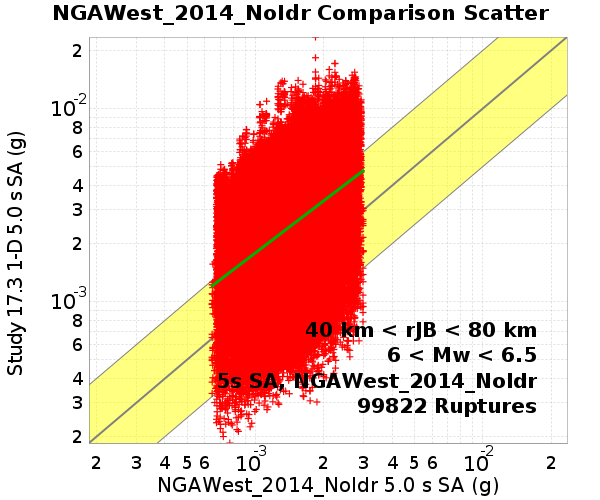 NGAWest_2014_NoIdr Comparison Scatter
Study 17.3 1-D 5.0 s SA (g)
2
10-2
8
6
4
3
2
10-3
8
6
4
3
2
40 km < rJB < 80 km
6 < Mw < 6.5
5s SA, NGAWest_2014_NoIdr
99822 Ruptures
2 3 4 5 6 10-3 2 3 4 5 6 10-2 2
NGAWest_2014_NoIdr 5.0 s SA (g)